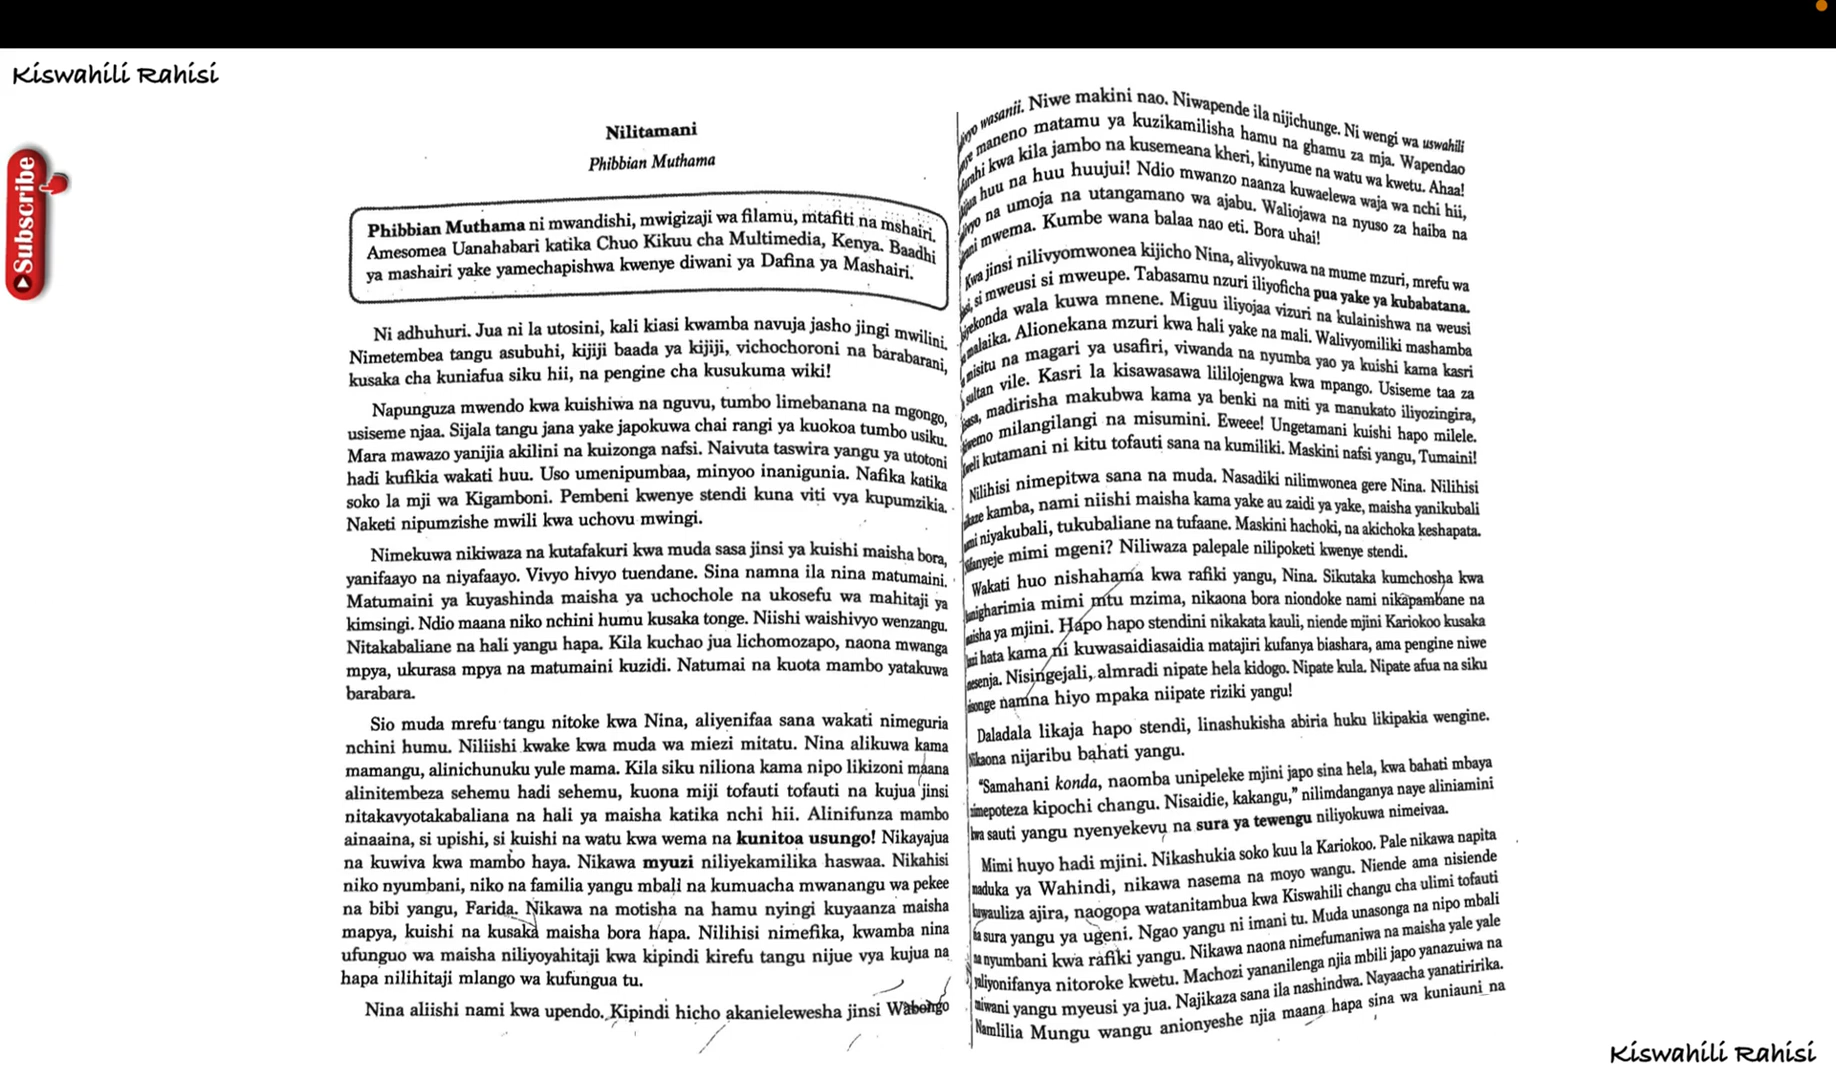 Kiswahili Rahisi
Subscribe
Nilitamani
Phibbian Muthama
Phibbian Muthama ni mwandishi, mwigizaji wa filamu, mtafiti na mshairi.
Amesomea Uanahabari katika Chuo Kikuu cha Multimedia, Kenya. Baadhi
ya mashairi yake yamechapishwa kwenye diwani ya Dafina ya Mashairi.
Ni adhuhuri. Jua ni la utosini, kali kiasi kwamba navuja jasho jingi mwilini.
Nimetembea tangu asubuhi, kijiji baada ya kijiji, vichochoroni na barabarani,
kusaka cha kuniafua siku hii, na pengine cha kusukuma wiki!
Napunguza mwendo kwa kuishiwa na nguvu, tumbo limebanana na mgongo,
usiseme njaa. Sijala tangu jana yake japokuwa chai rangi ya kuokoa tumbo usiku.
Mara mawazo yanijia akilini na kuizonga nafsi. Naivuta taswira yangu ya utotoni
hadi kufikia wakati huu. Uso umenipumbaa, minyoo inanigunia. Nafika katika
soko la mji wa Kigamboni. Pembeni kwenye stendi kuna viti vya kupumzikia.
Naketi nipumzishe mwili kwa uchovu mwingi.
Nimekuwa nikiwaza na kutafakuri kwa muda sasa jinsi ya kuishi maisha bora,
yanifaayo na niyafaayo. Vivyo hivyo tuendane. Sina namna ila nina matumaini.
Matumaini ya kuyashinda maisha ya uchochole na ukosefu wa mahitaji ya
kimsingi. Ndio maana niko nchini humu kusaka tonge. Niishi waishivyo wenzangu.
Nitakabaliane na hali yangu hapa. Kila kuchao jua lichomozapo, naona mwanga
mpya, ukurasa mpya na matumaini kuzidi. Natumai na kuota mambo yatakuwa
barabara.
Sio muda mrefu tangu nitoke kwa Nina, aliyenifaa sana wakati nimeguria
nchini humu. Niliishi kwake kwa muda wa miezi mitatu. Nina alikuwa kama
mamangu, alinichunuku yule mama. Kila siku niliona kama nipo likizoni maana
alinitembeza sehemu hadi sehemu, kuona miji tofauti tofauti na kujua jinsi
nitakavyotakabaliana na hali ya maisha katika nchi hii. Alinifunza mambo
ainaaina, si upishi, si kuishi na watu kwa wema na kunitoa usungo! Nikayajua
na kuwiva kwa mambo haya. Nikawa myuzi niliyekamilika haswaa. Nikahisi
niko nyumbani, niko na familia yangu mbali na kumuacha mwanangu wa pekee
na bibi yangu, Farida. Nikawa na motisha na hamu nyingi kuyaanza maisha
mapya, kuishi na kusaka maisha bora hapa. Nilihisi nimefika, kwamba nina
ufunguo wa maisha niliyoyahitaji kwa kipindi kirefu tangu nijue vya kujua na
hapa nilihitaji mlango wa kufungua tu.
Nina aliishi nami kwa upendo. Kipindi hicho akanielewesha jinsi Wabongo
wasanii. Niwe makini nao. Niwapende ila nijichunge. Ni wengi wa uswahili
maneno matamu ya kuzikamilisha hamu na ghamu za mja. Wapendao
kwa kila jambo na kusemeana kheri, kinyume na watu wa kwetu. Ahaa!
huu na huu huujui! Ndio mwanzo naanza kuwaelewa waja wa nchi hii,
na umoja na utangamano wa ajabu. Waliojawa na nyuso za haiba na
mwema. Kumbe wana balaa nao eti. Bora uhai!
Kwa jinsi nilivyomwonea kijicho Nina, alivyokuwa na mume mzuri, mrefu wa
si mweusi si mweupe. Tabasamu nzuri iliyoficha pua yake ya kubabatana.
wala kuwa mnene. Miguu iliyojaa vizuri na kulainishwa na weusi
malaika. Alionekana mzuri kwa hali yake na mali. Walivyomiliki mashamba
misitu na magari ya usafiri, viwanda na nyumba yao ya kuishi kama kasri
sultan vile. Kasri la kisawasawa lililojengwa kwa mpango. Usiseme taa za
madirisha makubwa kama ya benki na miti ya manukato iliyozingira,
milangilangi na misumini. Eweee! Ungetamani kuishi hapo milele.
kutamani ni kitu tofauti sana na kumiliki. Maskini nafsi yangu, Tumaini!
Nilihisi nimepitwa sana na muda. Nasadiki nilimwonea gere Nina. Nilihisi
kamba, nami niishi maisha kama yake au zaidi ya yake, maisha yanikubali
niyakubali, tukubaliane na tufaane. Maskini hachoki, na akichoka keshapata.
mimi mgeni? Niliwaza palepale nilipoketi kwenye stendi.
Wakati huo nishahama kwa rafiki yangu, Nina. Sikutaka kumchosha kwa
mimi mtu mzima, nikaona bora niondoke nami nikapambane na
maisha ya mjini. Hapo hapo stendini nikakata kauli, niende mjini Kariokoo kusaka
hata kama ni kuwasaidiasaidia matajiri kufanya biashara, ama pengine niwe
Nisingejali, almradi nipate hela kidogo. Nipate kula. Nipate afua na siku
namna hiyo mpaka niipate riziki yangu!
Daladala likaja hapo stendi, linashukisha abiria huku likipakia wengine.
Nikaona nijaribu bahati yangu.
“Samahani konda, naomba unipeleke mjini japo sina hela, kwa bahati mbaya
nimepoteza kipochi changu. Nisaidie, kakangu,” nilimdanganya naye aliniamini
kwa sauti yangu nyenyekevu na sura ya tewengu niliyokuwa nimeivaa.
Mimi huyo hadi mjini. Nikashukia soko kuu la Kariokoo. Pale nikawa napita
maduka ya Wahindi, nikawa nasema na moyo wangu. Niende ama nisiende
kuwauliza ajira, naogopa watanitambua kwa Kiswahili changu cha ulimi tofauti
na sura yangu ya ugeni. Ngao yangu ni imani tu. Muda unasonga na nipo mbali
na nyumbani kwa rafiki yangu. Nikawa naona nimefumaniwa na maisha yale yale
yaliyonifanya nitoroke kwetu. Machozi yananilenga njia mbili japo yanazuiwa na
miwani yangu myeusi ya jua. Najikaza sana ila nashindwa. Nayaacha yanatiririka.
Namlilia Mungu wangu anionyeshe njia maana hapa sina wa kuniauni na
Kiswahili Rahisi